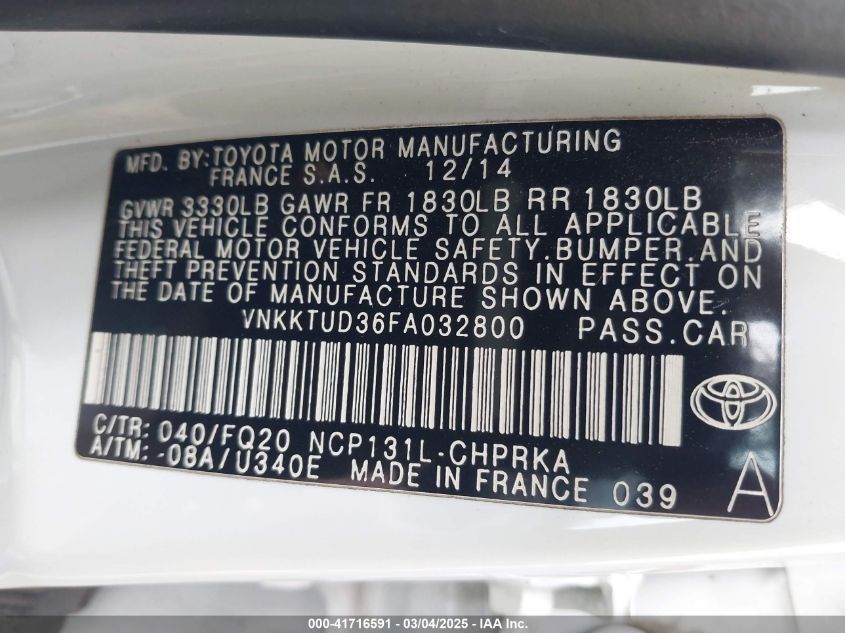 MFD. BY:TOYOTA MOTOR MANUFACTURING
FRANCE S.A.S. 12/14
GVWR 3330LB GAWR FR 1830LB RR 1830LB
THIS VEHICLE CONFORMS TO ALL APPLICABLE
FEDERAL MOTOR VEHICLE SAFETY,BUMPER,AND
THEFT PREVENTION STANDARDS IN EFFECT ON
THE DATE OF MANUFACTURE SHOWN ABOVE.
VNKKTUD36FA032800 PASS.CAR
C/TR: 040/FQ20 NCP131L-CHPRKA
A/TM: -08A/U340E MADE IN FRANCE 039 A
000-41716591 - 03/04/2025 - IAA Inc.